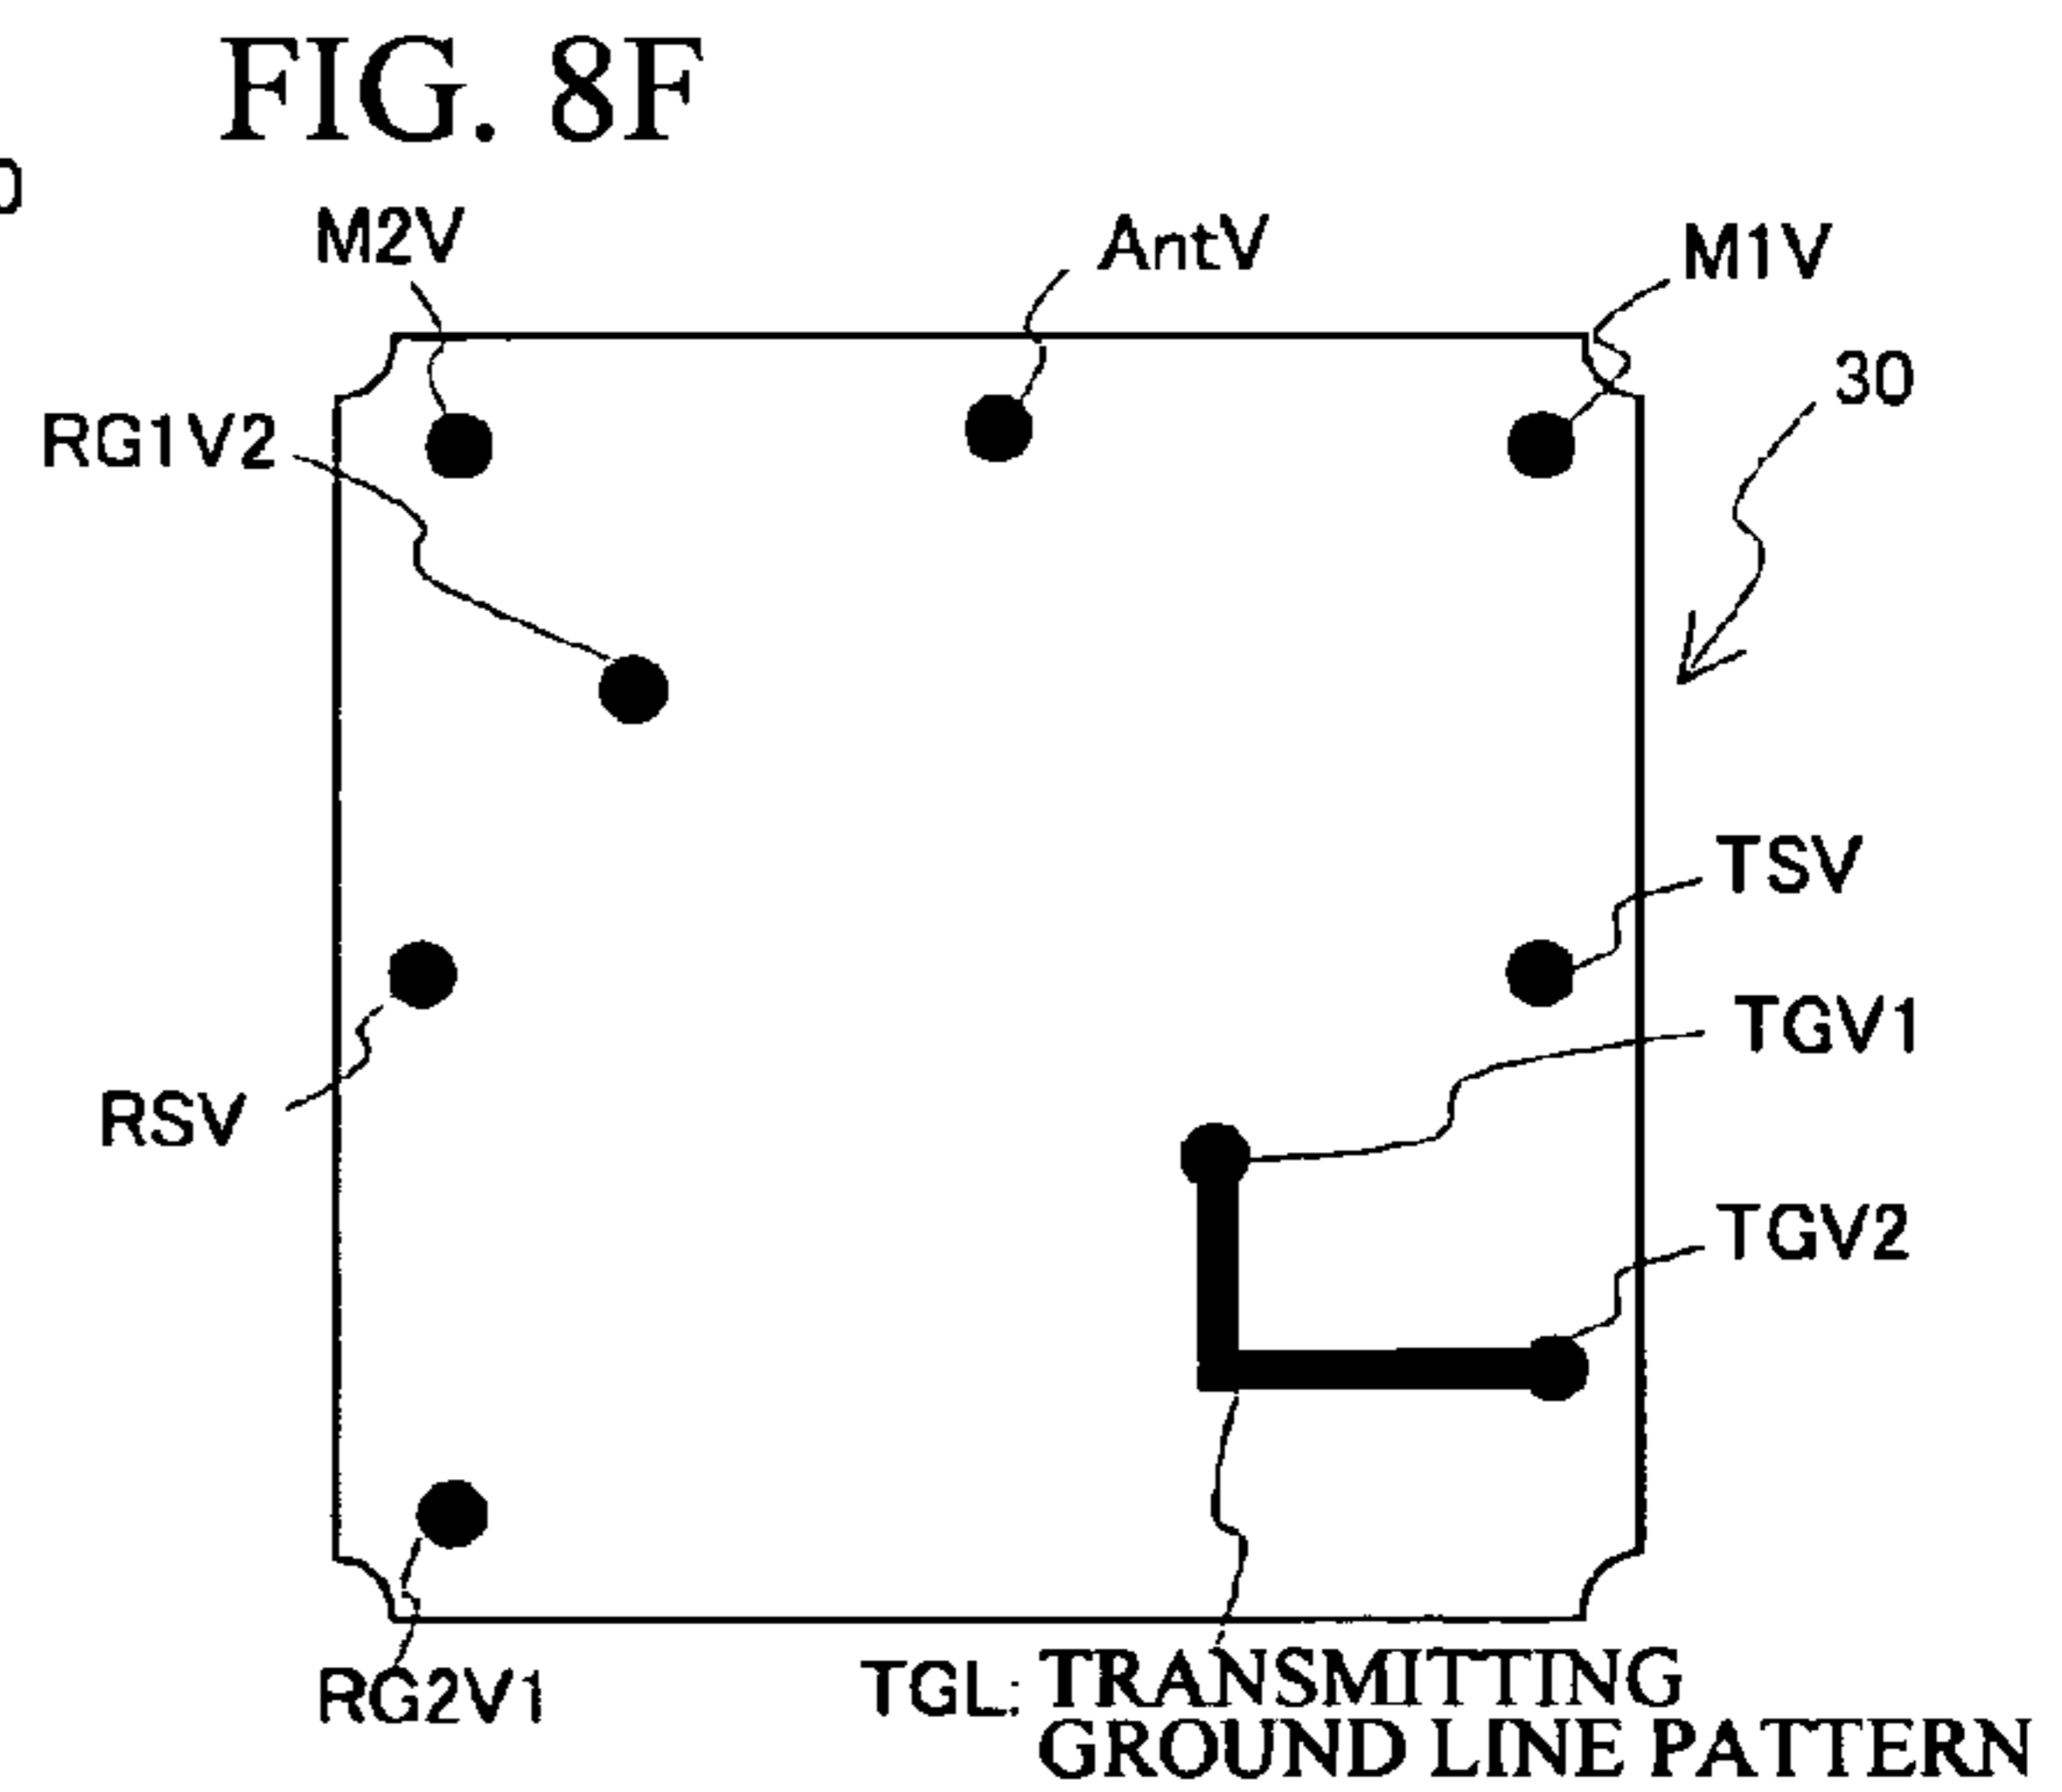 FIG. 8F
M2V
AntV
M1V
30
RG1V2
TSV
TGV1
RSV
TGV2
RG2V1
TGL: TRANSMITTING
GROUND LINE PATTERN